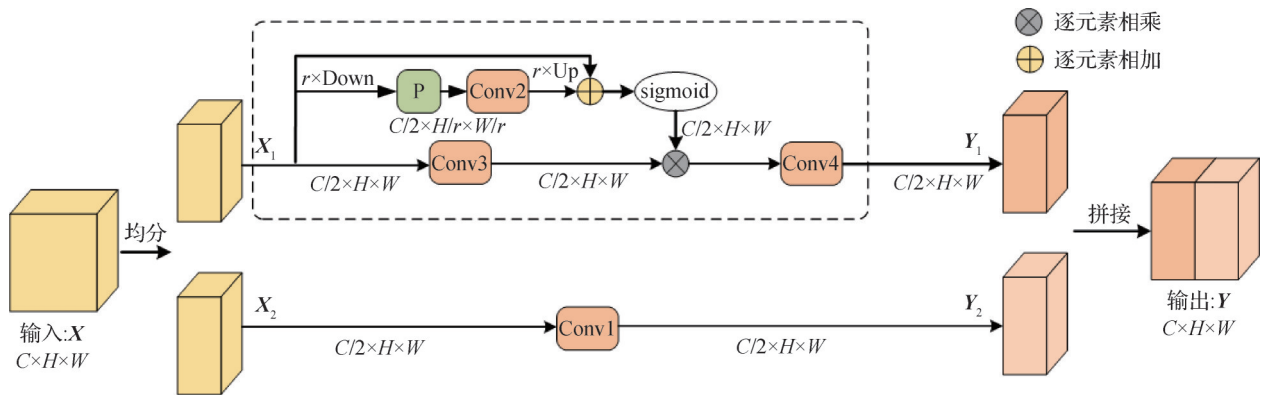 逐元素相乘
逐元素相加
r×Down
P
Conv2
r×Up
sigmoid
C/2×H/r×W/r
C/2×H×W
X₁
Conv3
Conv4
Y₁
C/2×H×W
C/2×H×W
C/2×H×W
均分
拼接
输入:X
C×H×W
X₂
Conv1
Y₂
C/2×H×W
C/2×H×W
输出:Y
C×H×W